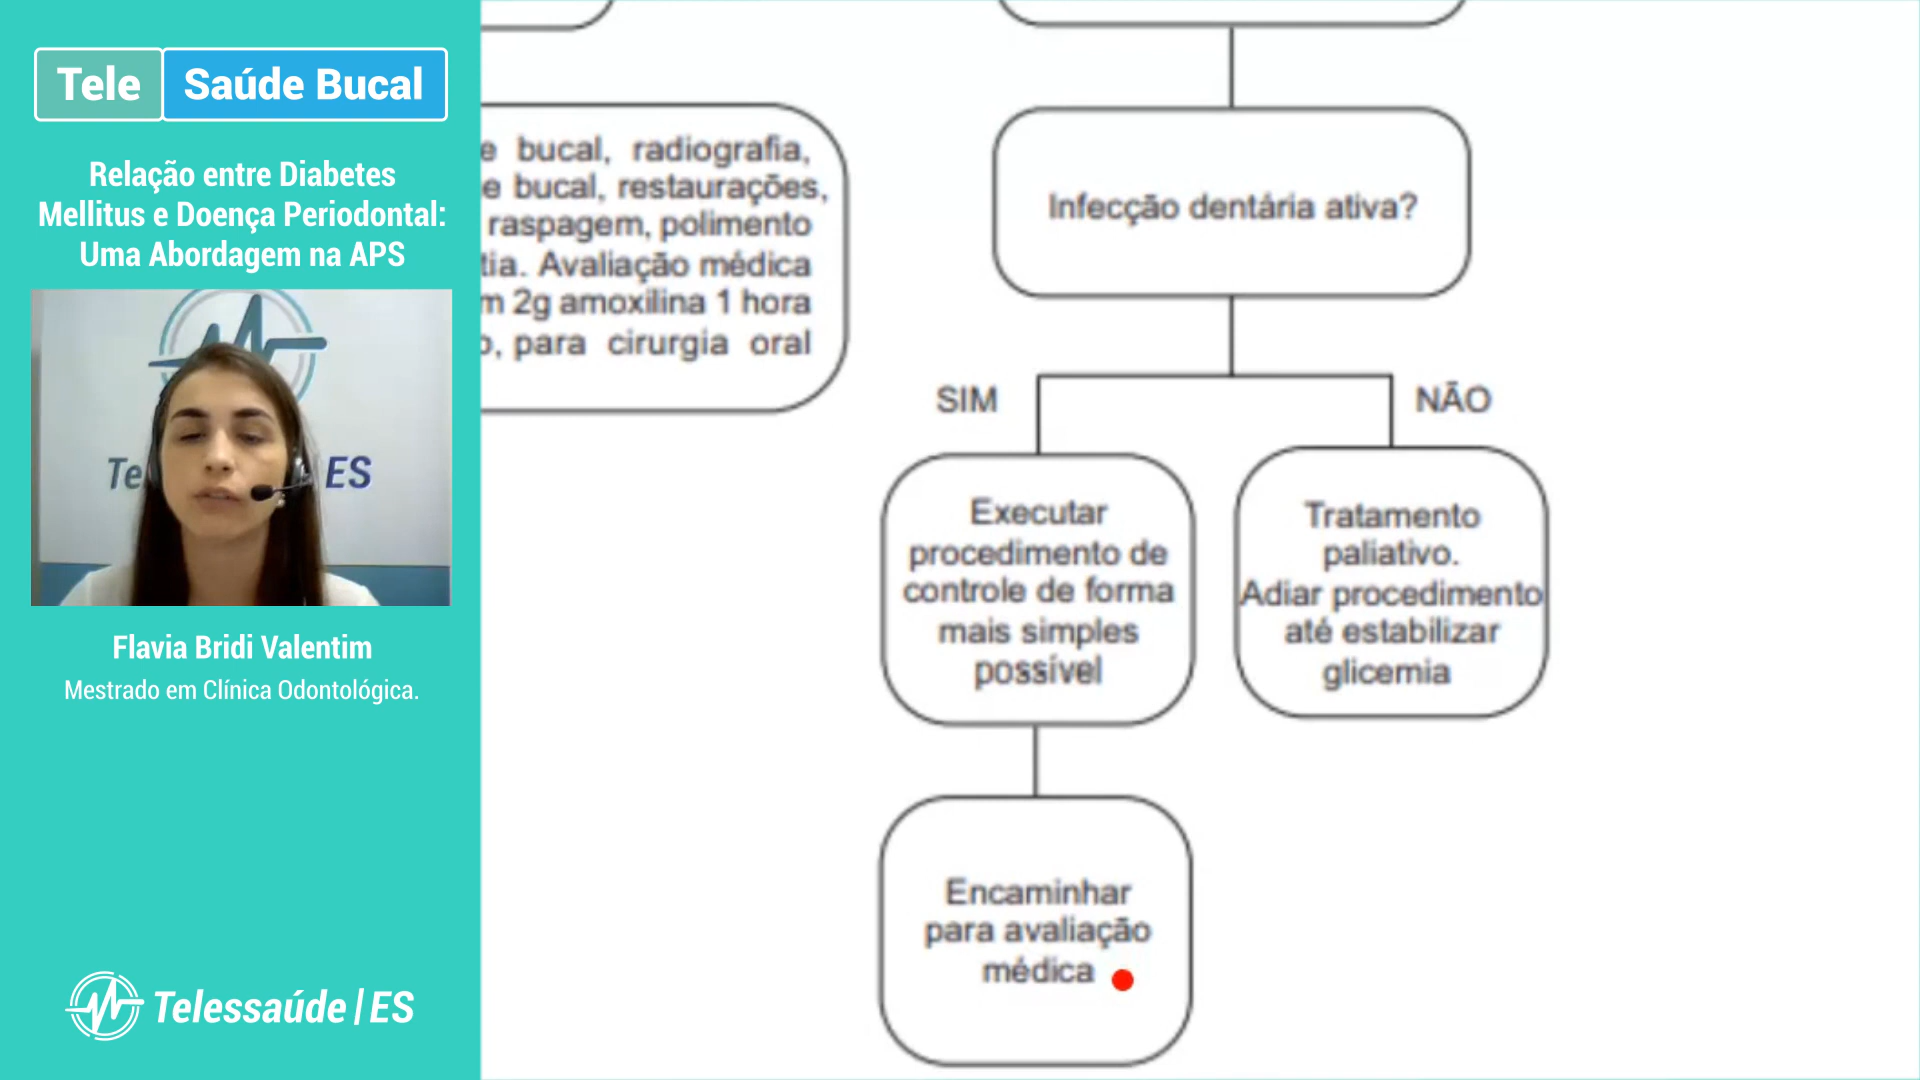 Tele Saúde Bucal
Relação entre Diabetes
Mellitus e Doença Periodontal:
Uma Abordagem na APS
Te ES
Flavia Bridi Valentim
Mestrado em Clínica Odontológica.
Telessaúde|ES
e bucal, radiografia,
e bucal, restaurações,
raspagem, polimento
tia. Avaliação médica
m 2g amoxilina 1 hora
o, para cirurgia oral
Infecção dentária ativa?
SIM
NÃO
Executar
procedimento de
controle de forma
mais simples
possível
Tratamento
paliativo.
Adiar procedimento
até estabilizar
glicemia
Encaminhar
para avaliação
médica